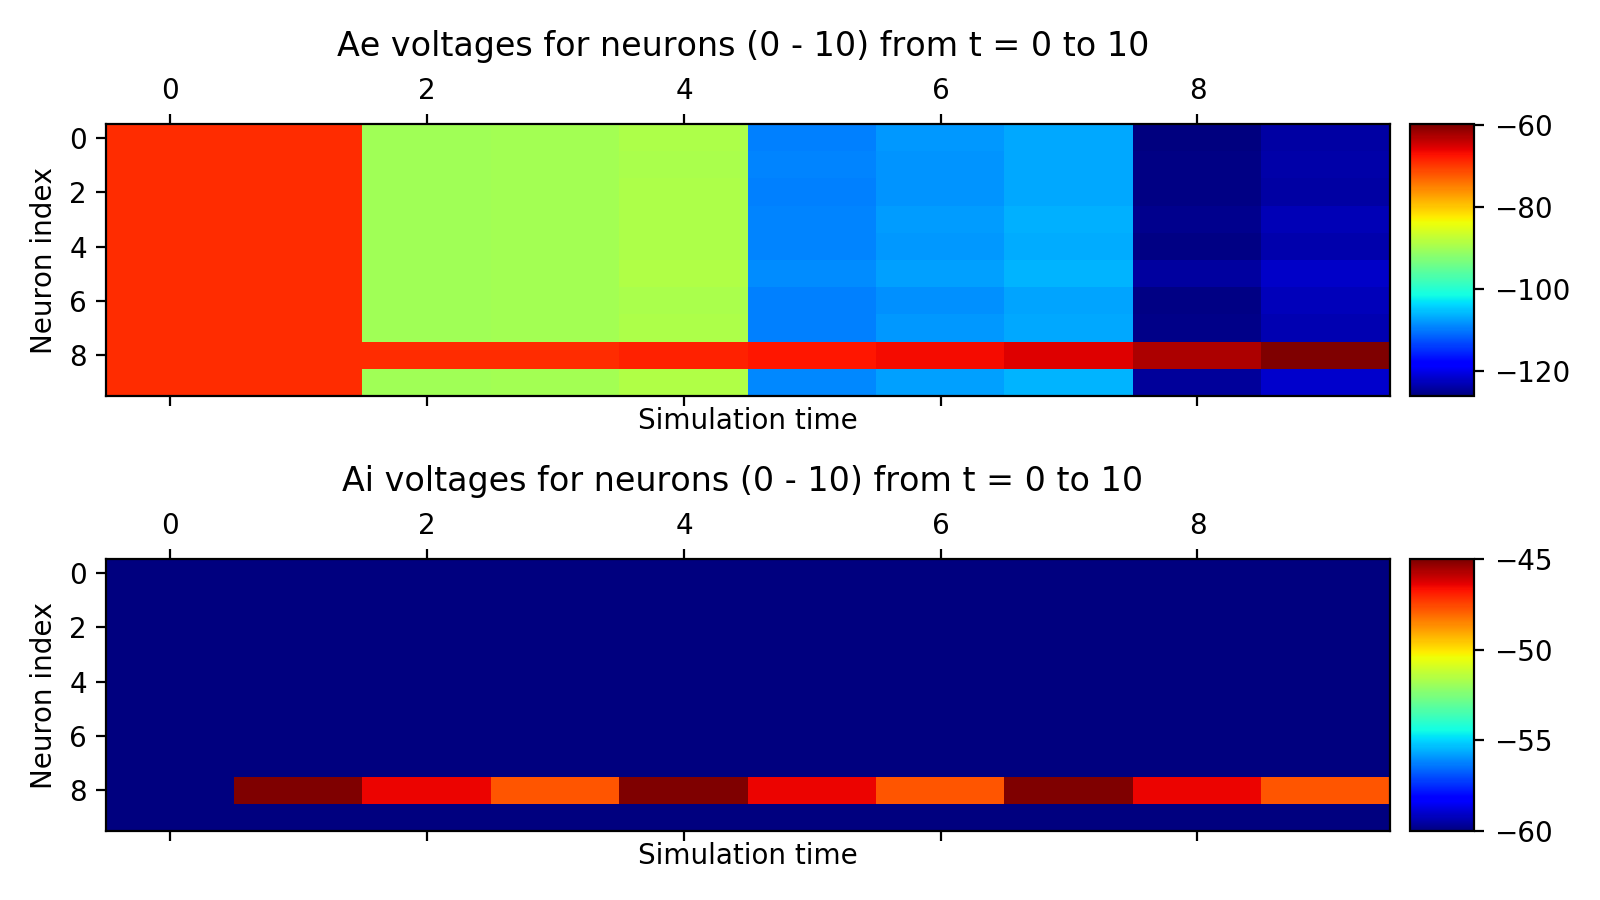 Ae voltages for neurons (0 - 10) from t = 0 to 10
0 2 4 6 8
Neuron index
0
2
4
6
8
−60
−80
−100
−120
Simulation time
Ai voltages for neurons (0 - 10) from t = 0 to 10
0 2 4 6 8
Neuron index
0
2
4
6
8
−45
−50
−55
−60
Simulation time